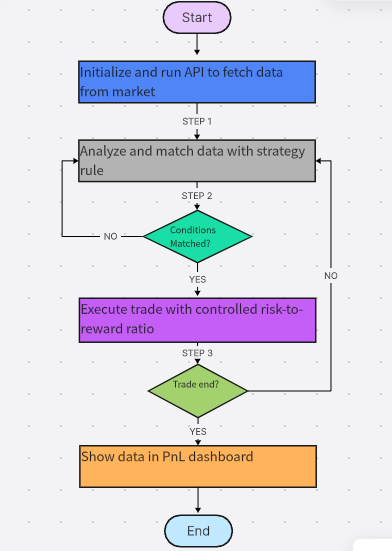 Start
Initialize and run API to fetch data
from market
STEP 1
Analyze and match data with strategy
rule
STEP 2
Conditions
Matched?
NO
YES
NO
Execute trade with controlled risk-to-
reward ratio
STEP 3
Trade end?
YES
Show data in PnL dashboard
End